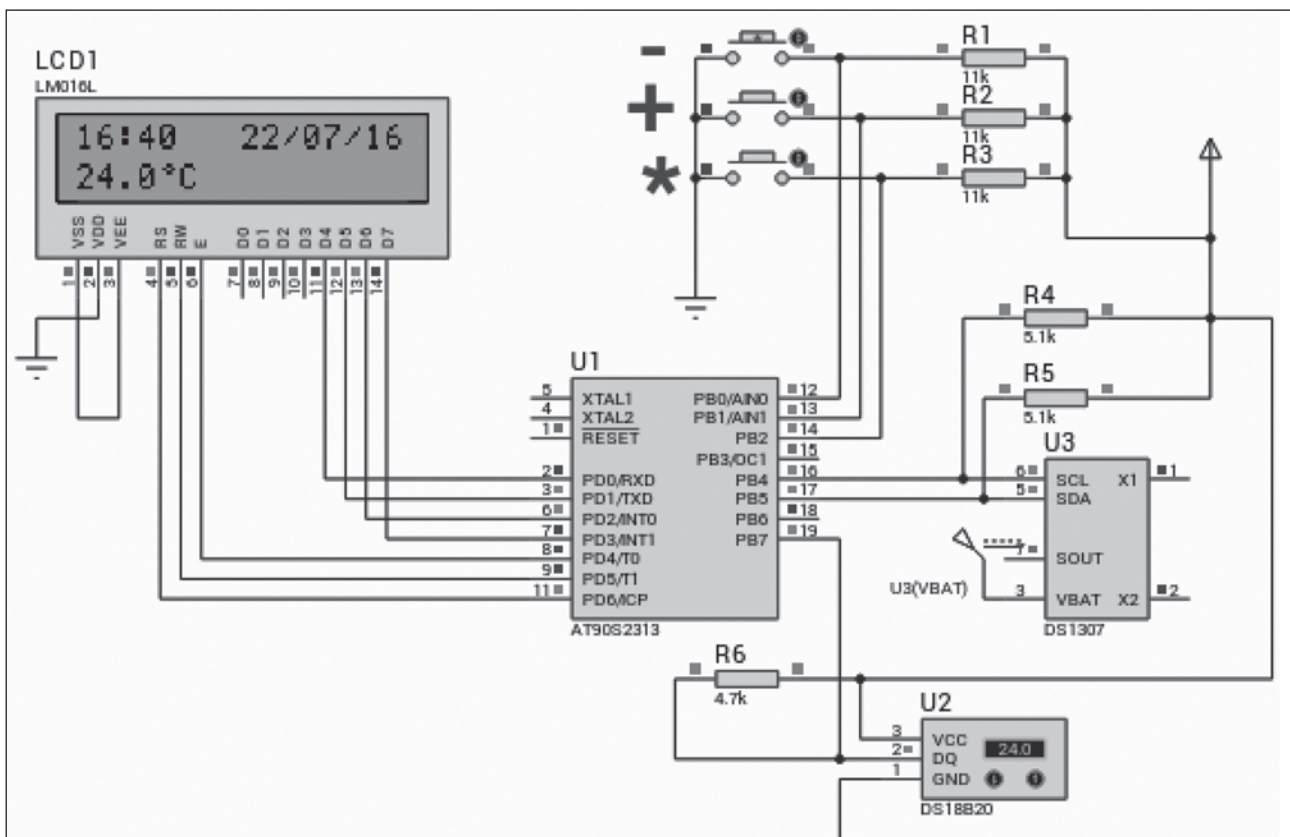 LCD1
LM016L
16:40 22/07/16
24.0°C
VSS VDD VEE RS RW E D0 D1 D2 D3 D4 D5 D6 D7
1 2 3 4 5 6 7 8 9 10 11 12 13 14
-
+
*
R1
11k
R2
11k
R3
11k
R4
5.1k
R5
5.1k
U1
5 XTAL1 PB0/AIN0 12
4 XTAL2 PB1/AIN1 13
1 RESET PB2 14
PB3/OC1 15
2 PD0/RXD PB4 16
3 PD1/TXD PB5 17
6 PD2/INT0 PB6 18
7 PD3/INT1 PB7 19
8 PD4/T0
9 PD5/T1
11 PD6/ICP
AT90S2313
U3
6 SCL X1 1
5 SDA
7 SOUT
U3(VBAT)
3 VBAT X2 2
DS1307
R6
4.7k
U2
3 VCC
2 DQ 24.0
1 GND
DS18B20